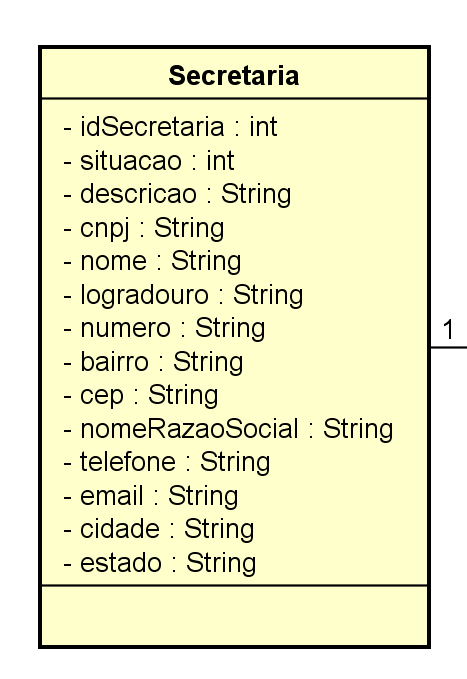 Secretaria
- idSecretaria : int
- situacao : int
- descricao : String
- cnpj : String
- nome : String
- logradouro : String
- numero : String
- bairro : String
- cep : String
- nomeRazaoSocial : String
- telefone : String
- email : String
- cidade : String
- estado : String
1